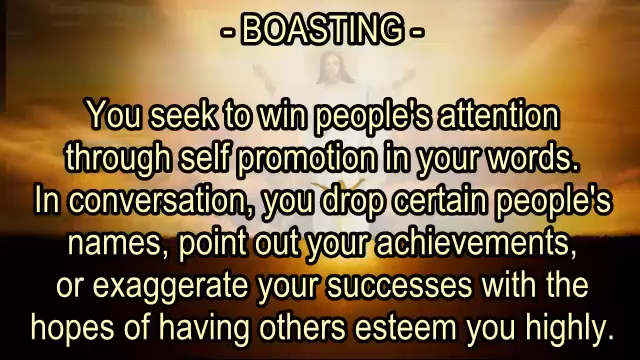 - BOASTING -
You seek to win people's attention
through self promotion in your words.
In conversation, you drop certain people's
names, point out your achievements,
or exaggerate your successes with the
hopes of having others esteem you highly.